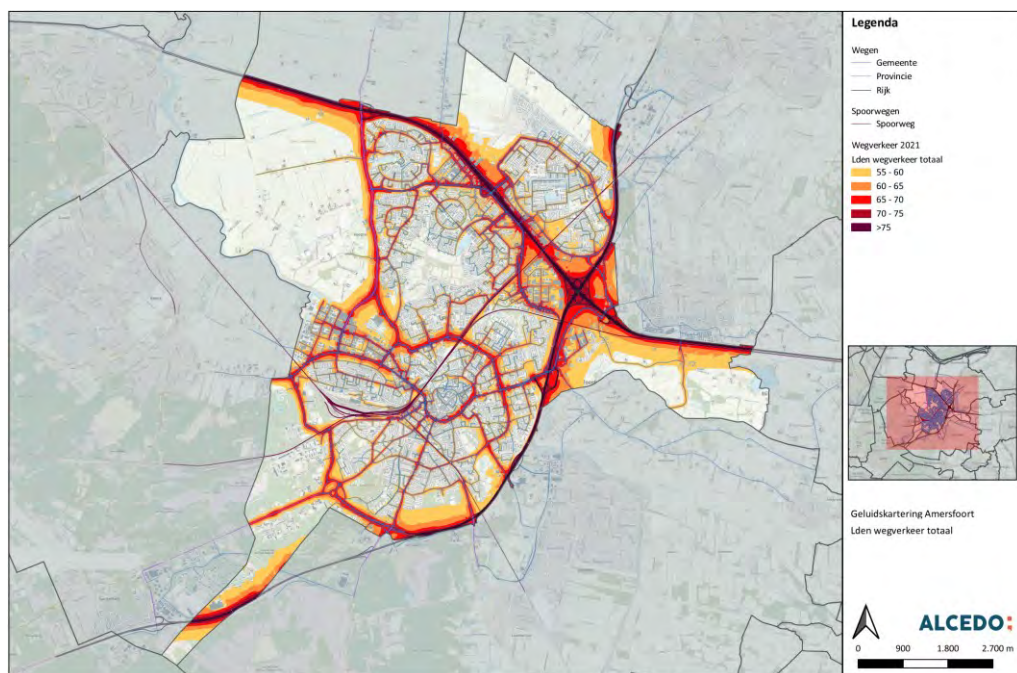 Legenda
Wegen
Gemeente
Provincie
Rijk
Spoorwegen
Spoorweg
Wegverkeer 2021
Lden wegverkeer totaal
55 - 60
60 - 65
65 - 70
70 - 75
>75
Geluidskartering Amersfoort
Lden wegverkeer totaal
ALCEDO:
0 900 1.800 2.700 m